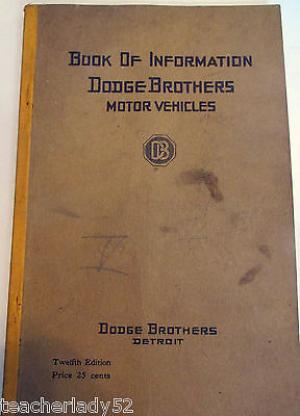 Book Of Information
Dodge Brothers
MOTOR VEHICLES
DB
Dodge Brothers
DETROIT
Twelfth Edition
Price 25 cents
teacherlady52